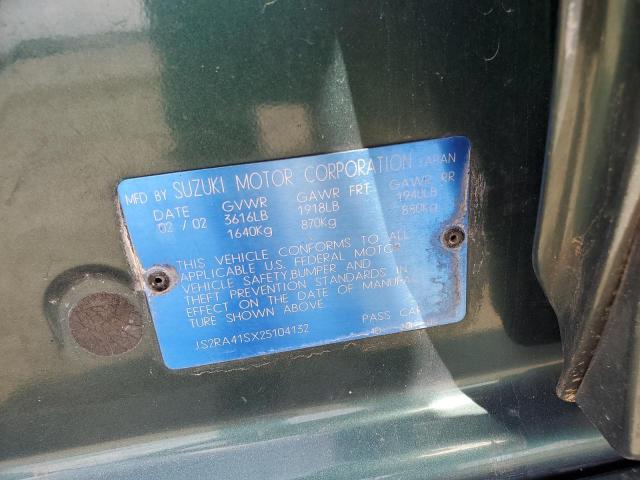 MFD BY SUZUKI MOTOR CORPORATION JAPAN
DATE GVWR GAWR FRT GAWR RR
02 / 02 3616LB 1918LB 1940LB
1640Kg 870Kg 880Kg
THIS VEHICLE CONFORMS TO ALL
APPLICABLE U.S. FEDERAL MOTOR
VEHICLE SAFETY,BUMPER AND
THEFT PREVENTION STANDARDS IN
EFFECT ON THE DATE OF MANUFAC
TURE SHOWN ABOVE.
JS2RA41SX25104132 PASS CAR